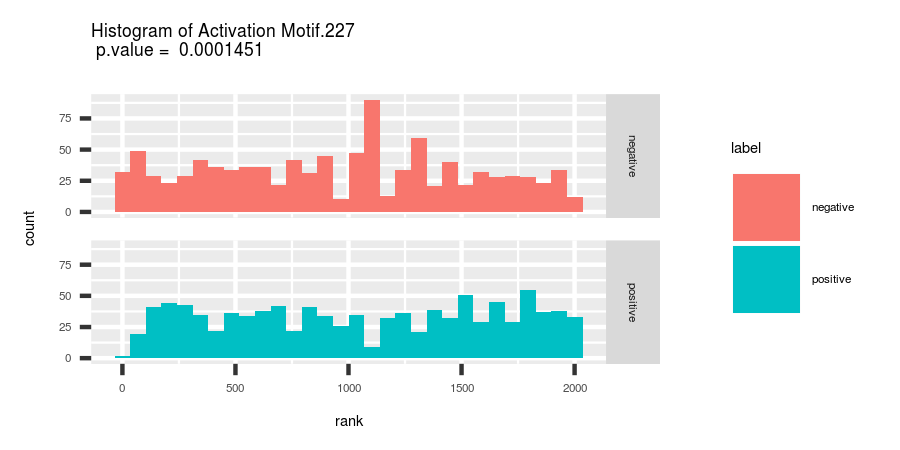 Histogram of Activation Motif.227
p.value = 0.0001451
count
75
50
25
0
negative
75
50
25
0
positive
0
500
1000
1500
2000
rank
label
negative
positive